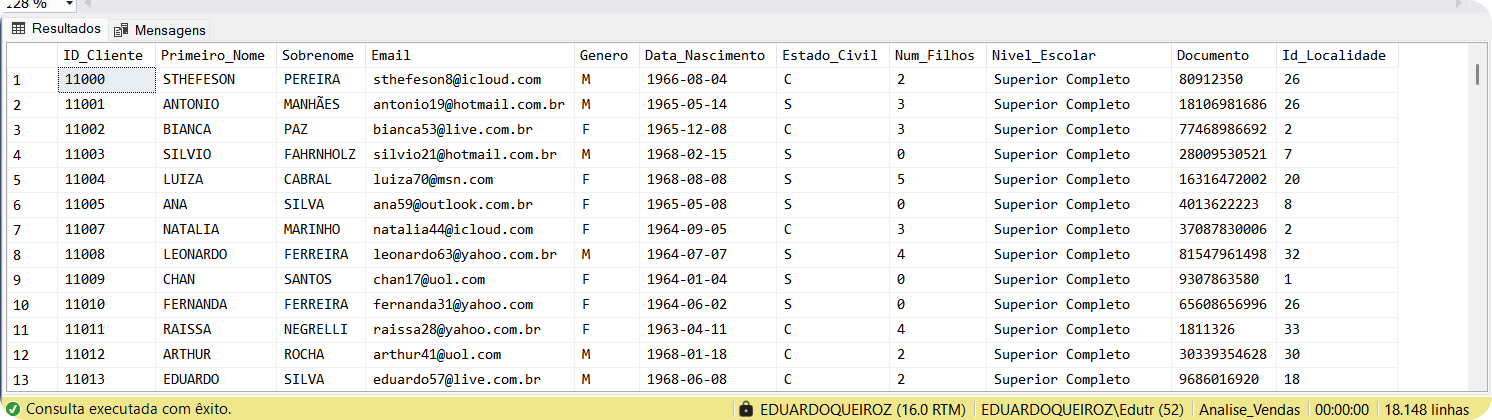 128 %
Resultados Mensagens
ID_Cliente Primeiro_Nome Sobrenome Email Genero Data_Nascimento Estado_Civil Num_Filhos Nivel_Escolar Documento Id_Localidade
1 11000 STHEFESON PEREIRA sthefeson8@icloud.com M 1966-08-04 C 2 Superior Completo 80912350 26
2 11001 ANTONIO MANHÃES antonio19@hotmail.com.br M 1965-05-14 S 3 Superior Completo 18106981686 26
3 11002 BIANCA PAZ bianca53@live.com.br F 1965-12-08 C 3 Superior Completo 77468986692 2
4 11003 SILVIO FAHRNHOLZ silvio21@hotmail.com.br M 1968-02-15 S 0 Superior Completo 28009530521 7
5 11004 LUIZA CABRAL luiza70@msn.com F 1968-08-08 S 5 Superior Completo 16316472002 20
6 11005 ANA SILVA ana59@outlook.com.br F 1965-05-08 S 0 Superior Completo 4013622223 8
7 11007 NATALIA MARINHO natalia44@icloud.com F 1964-09-05 C 3 Superior Completo 37087830006 2
8 11008 LEONARDO FERREIRA leonardo63@yahoo.com.br M 1964-07-07 S 4 Superior Completo 81547961498 32
9 11009 CHAN SANTOS chan17@uol.com F 1964-01-04 S 0 Superior Completo 9307863580 1
10 11010 FERNANDA FERREIRA fernanda31@yahoo.com F 1964-06-02 S 0 Superior Completo 65608656996 26
11 11011 RAISSA NEGRELLI raissa28@yahoo.com.br F 1963-04-11 C 4 Superior Completo 1811326 33
12 11012 ARTHUR ROCHA arthur41@uol.com M 1968-01-18 C 2 Superior Completo 30339354628 30
13 11013 EDUARDO SILVA eduardo57@live.com.br M 1968-06-08 C 2 Superior Completo 9686016920 18
Consulta executada com êxito. EDUARDOQUEIROZ (16.0 RTM) EDUARDOQUEIROZ\Edutr (52) Analise_Vendas 00:00:00 18.148 linhas